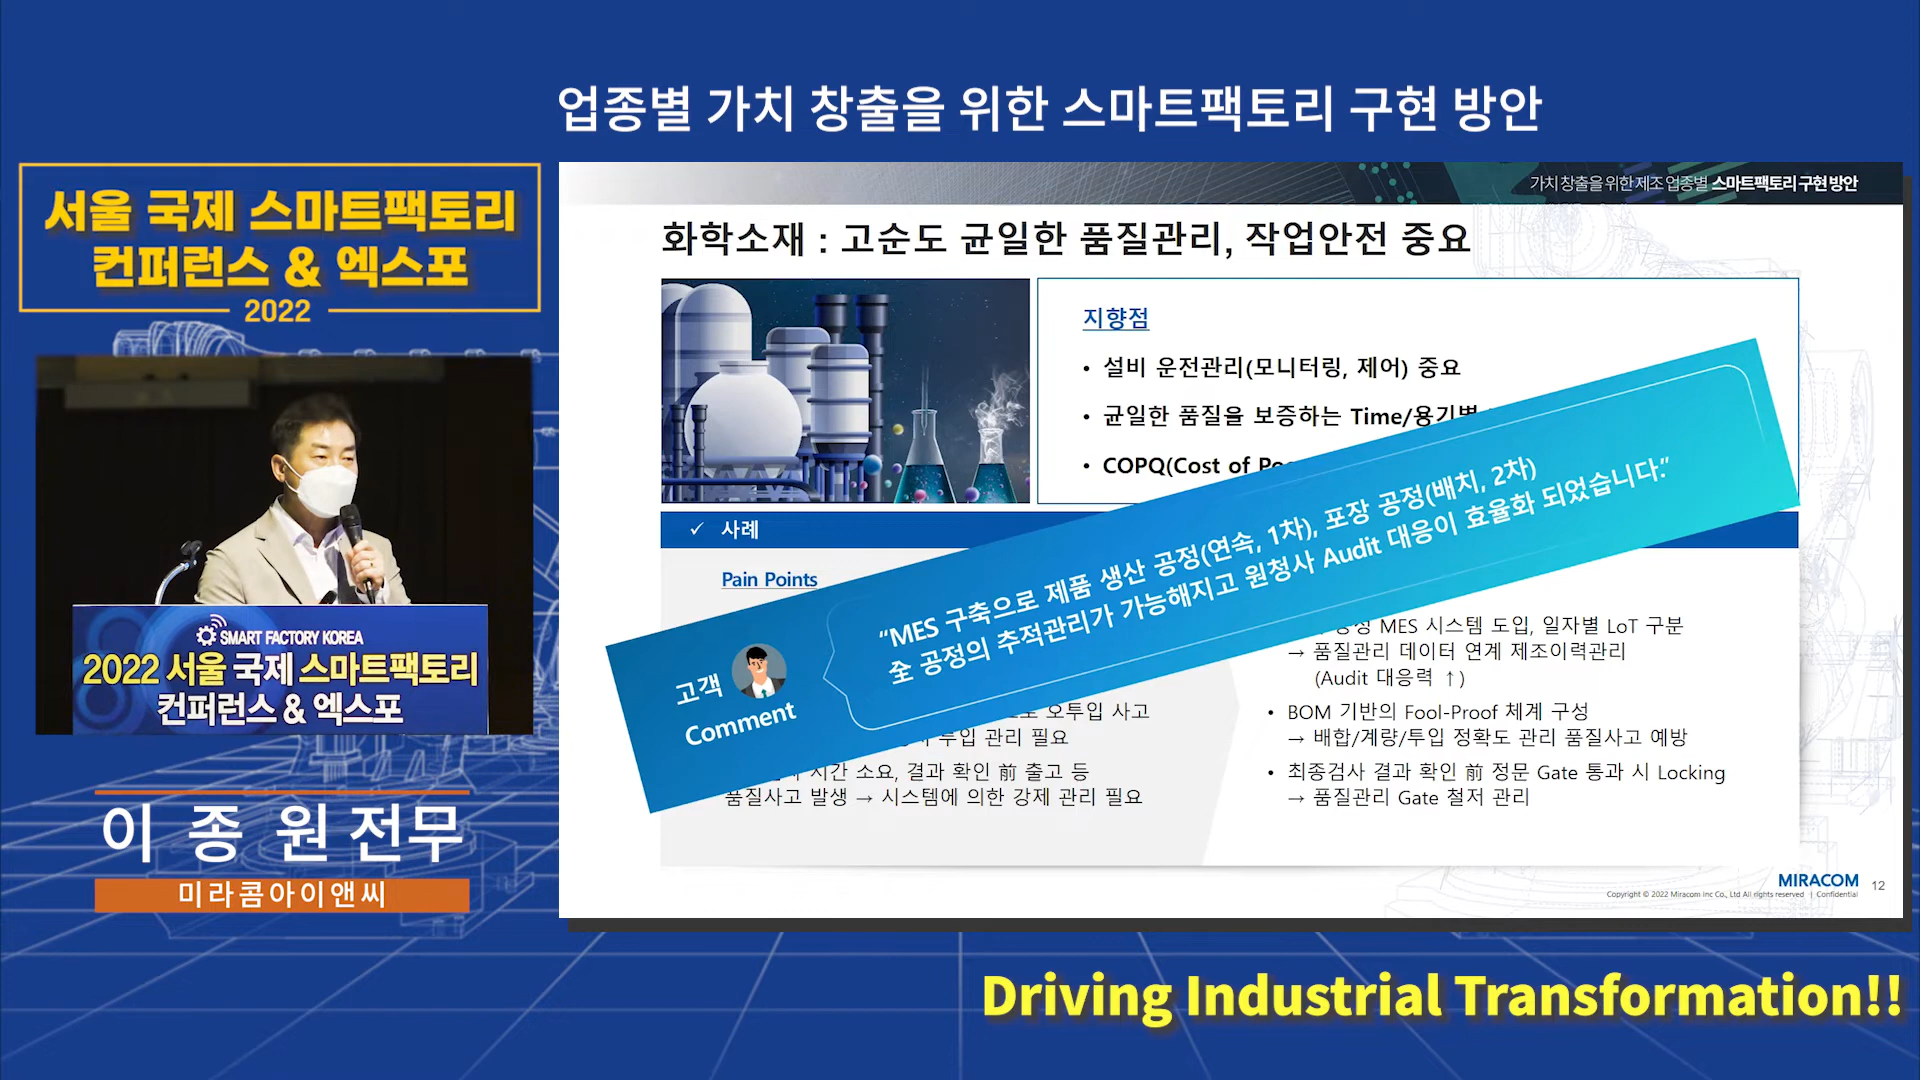 업종별 가치 창출을 위한 스마트팩토리 구현 방안
서울 국제 스마트팩토리
컨퍼런스 & 엑스포
2022
SMART FACTORY KOREA
2022 서울 국제 스마트팩토리
컨퍼런스 & 엑스포
이 종 원 전무
미라콤아이앤씨
가치 창출을 위한 제조 업종별 스마트팩토리 구현 방안
화학소재 : 고순도 균일한 품질관리, 작업안전 중요
지향점
• 설비 운전관리(모니터링, 제어) 중요
• 균일한 품질을 보증하는 Time/용기별
• COPQ(Cost of
✓ 사례
Pain Points
고객
Comment
“MES 구축으로 제품 생산 공정(연속, 1차), 포장 공정(배치, 2차)
全 공정의 추적관리가 가능해지고 원청사 Audit 대응이 효율화 되었습니다.”
오투입 사고
투입 관리 필요
시간 소요, 결과 확인 前 출고 등
품질사고 발생 → 시스템에 의한 강제 관리 필요
MES 시스템 도입, 일자별 LoT 구분
→ 품질관리 데이터 연계 제조이력관리
(Audit 대응력 ↑)
• BOM 기반의 Fool-Proof 체계 구성
→ 배합/계량/투입 정확도 관리 품질사고 예방
• 최종검사 결과 확인 前 정문 Gate 통과 시 Locking
→ 품질관리 Gate 철저 관리
MIRACOM
Copyright © 2022 Miracom Inc Co., Ltd All rights reserved | Confidential
12
Driving Industrial Transformation!!